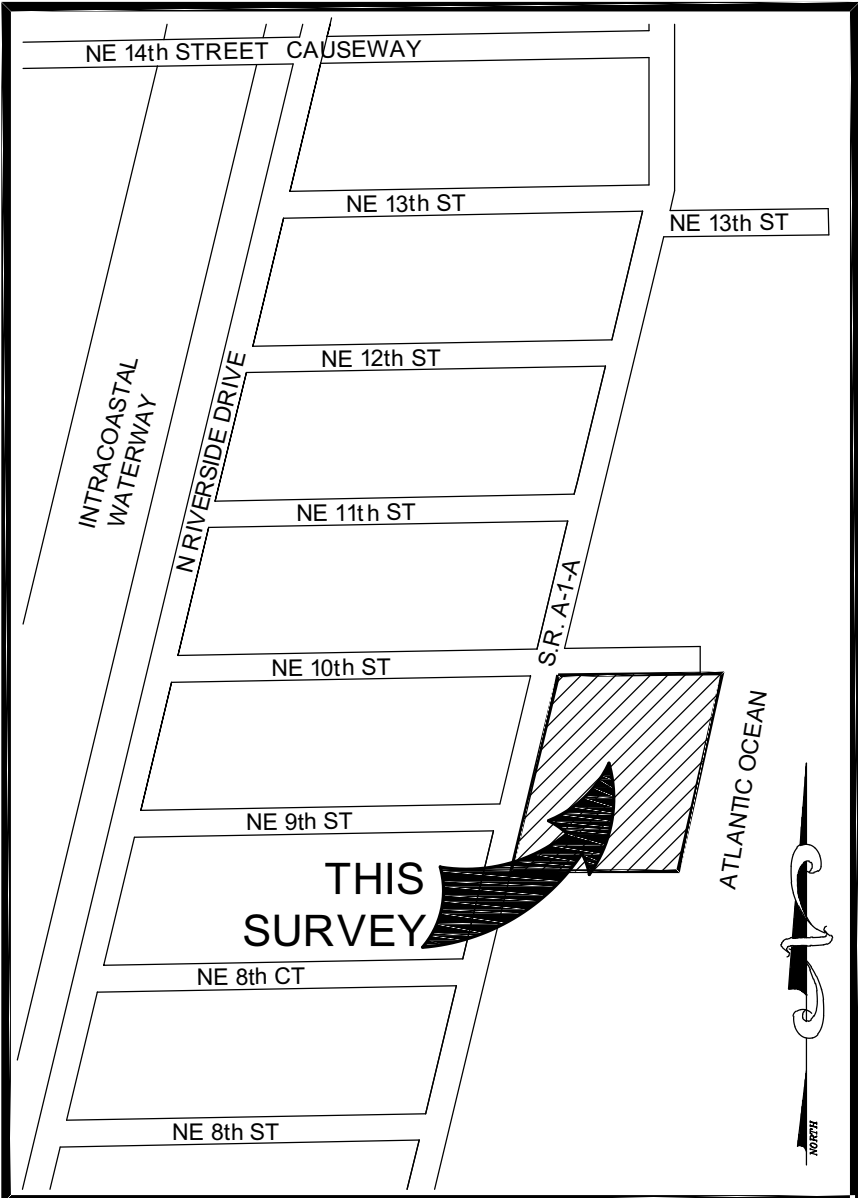 NE 14th STREET CAUSEWAY
NE 13th ST
NE 13th ST
NE 12th ST
INTRACOASTAL
WATERWAY
N RIVERSIDE DRIVE
NE 11th ST
S.R. A-1-A
NE 10th ST
ATLANTIC OCEAN
NE 9th ST
THIS
SURVEY
NE 8th CT
NE 8th ST
NORTH